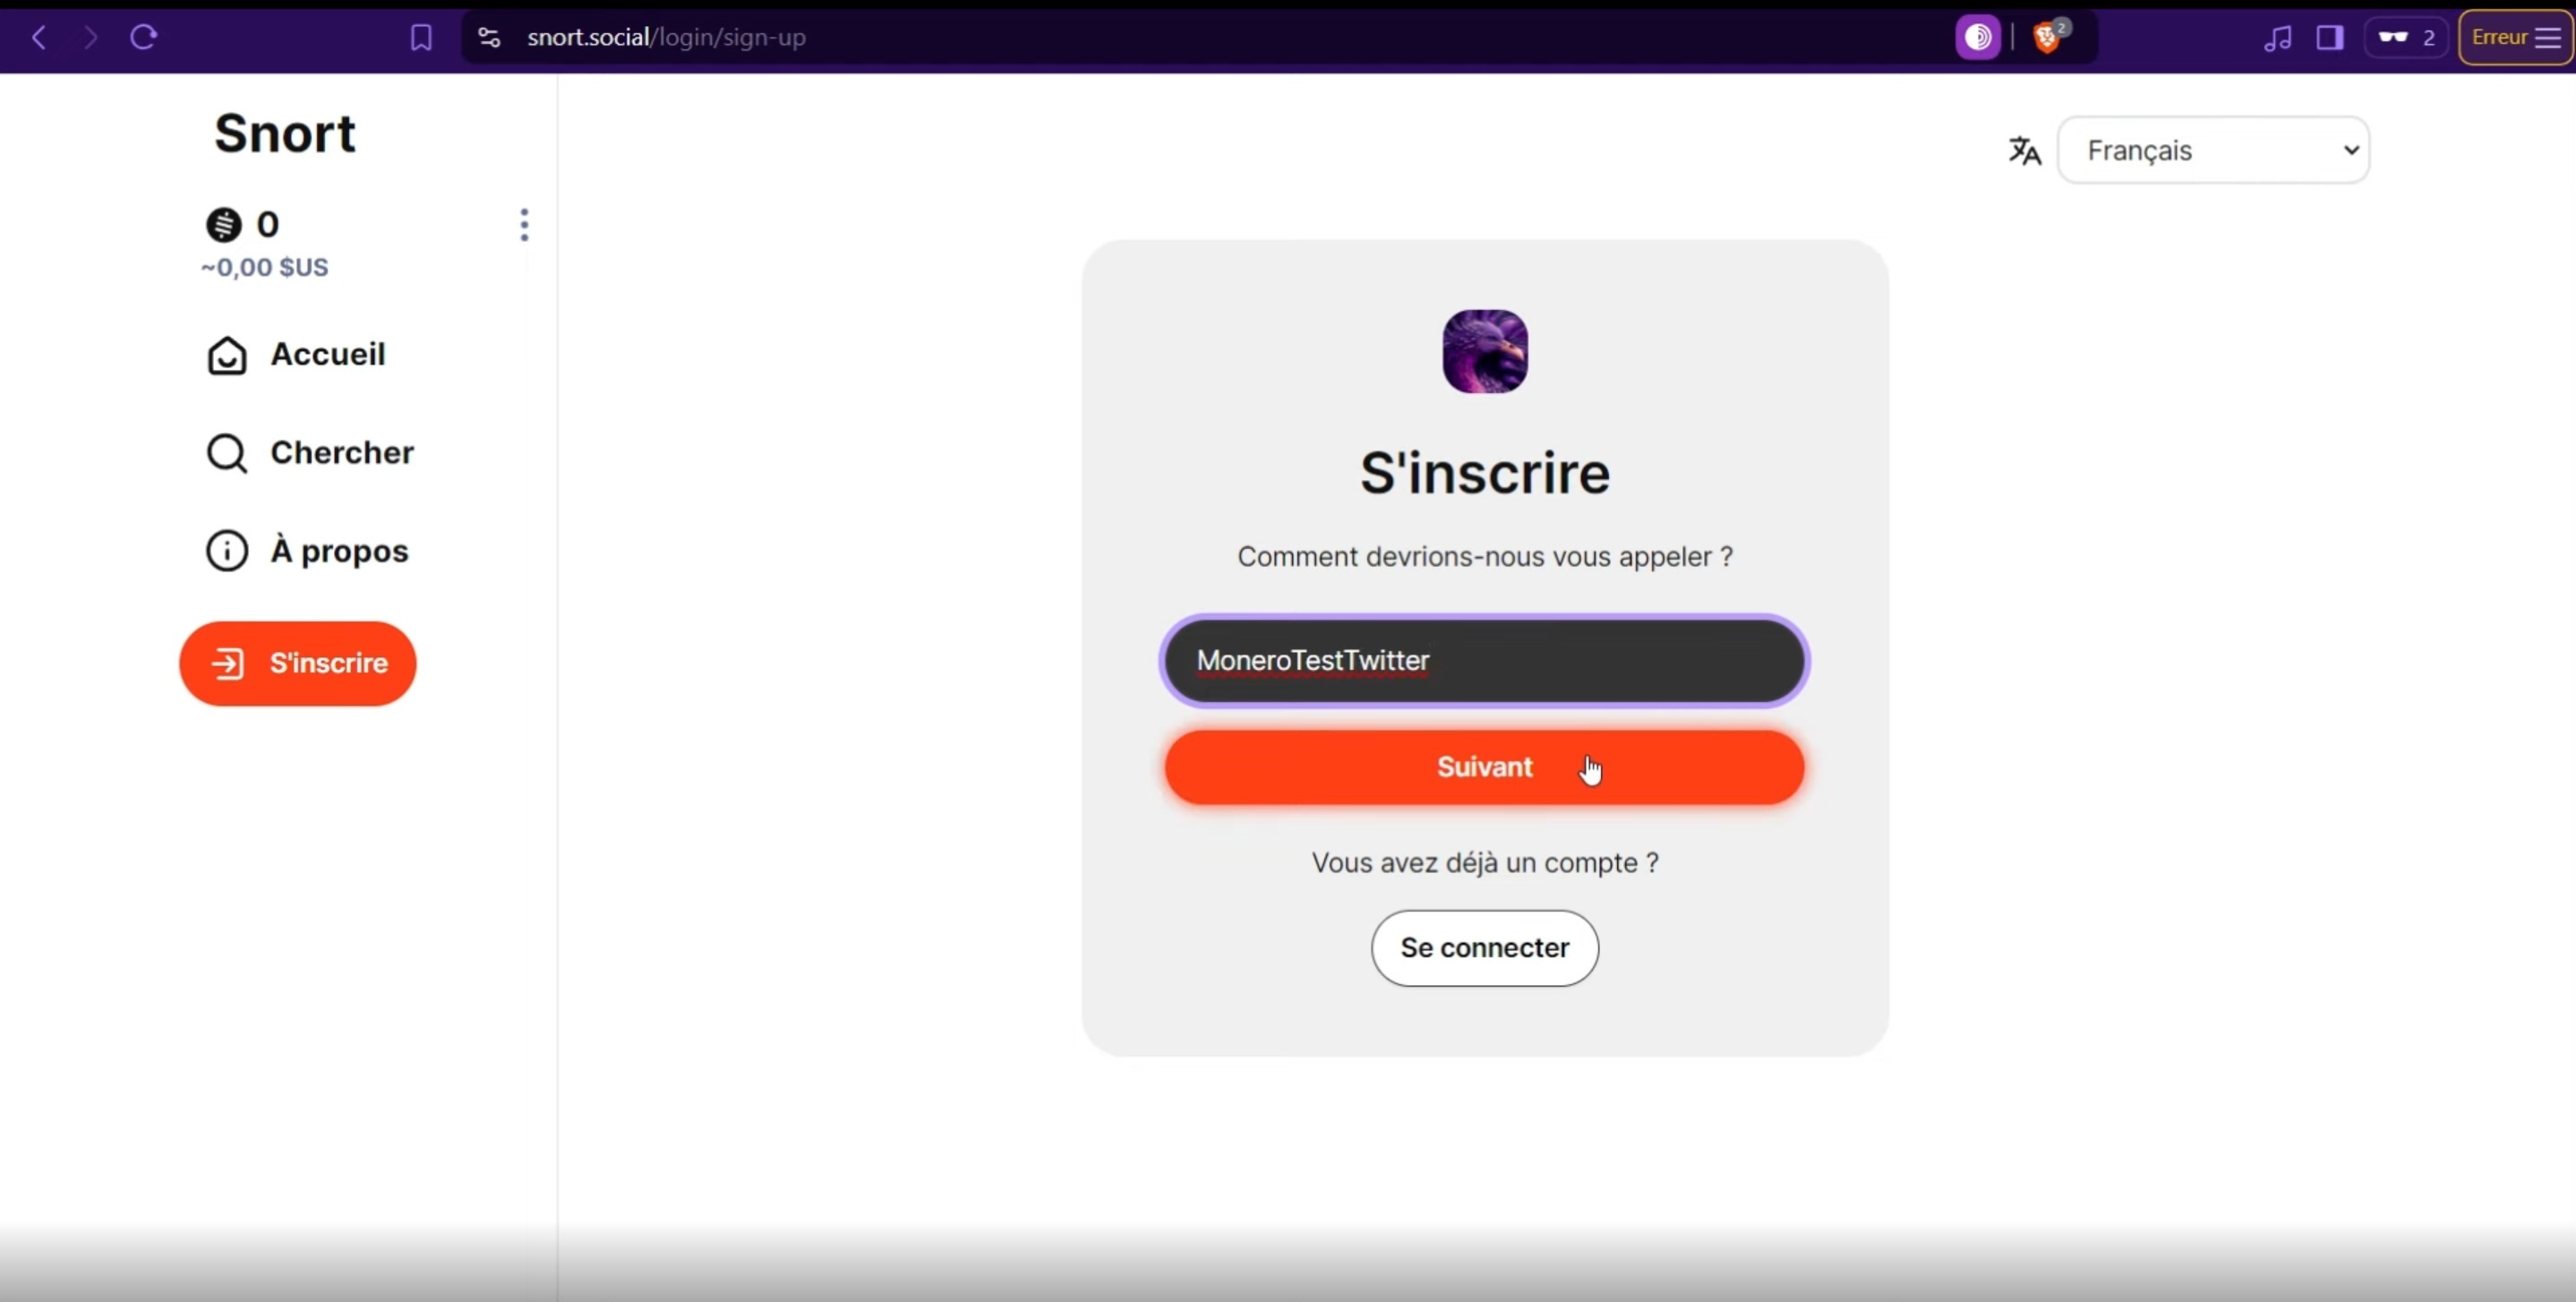 snort.social/login/sign-up
2
2
Erreur
Snort
Français
0
~0,00 $US
Accueil
Chercher
À propos
S'inscrire
S'inscrire
Comment devrions-nous vous appeler ?
MoneroTestTwitter
Suivant
Vous avez déjà un compte ?
Se connecter